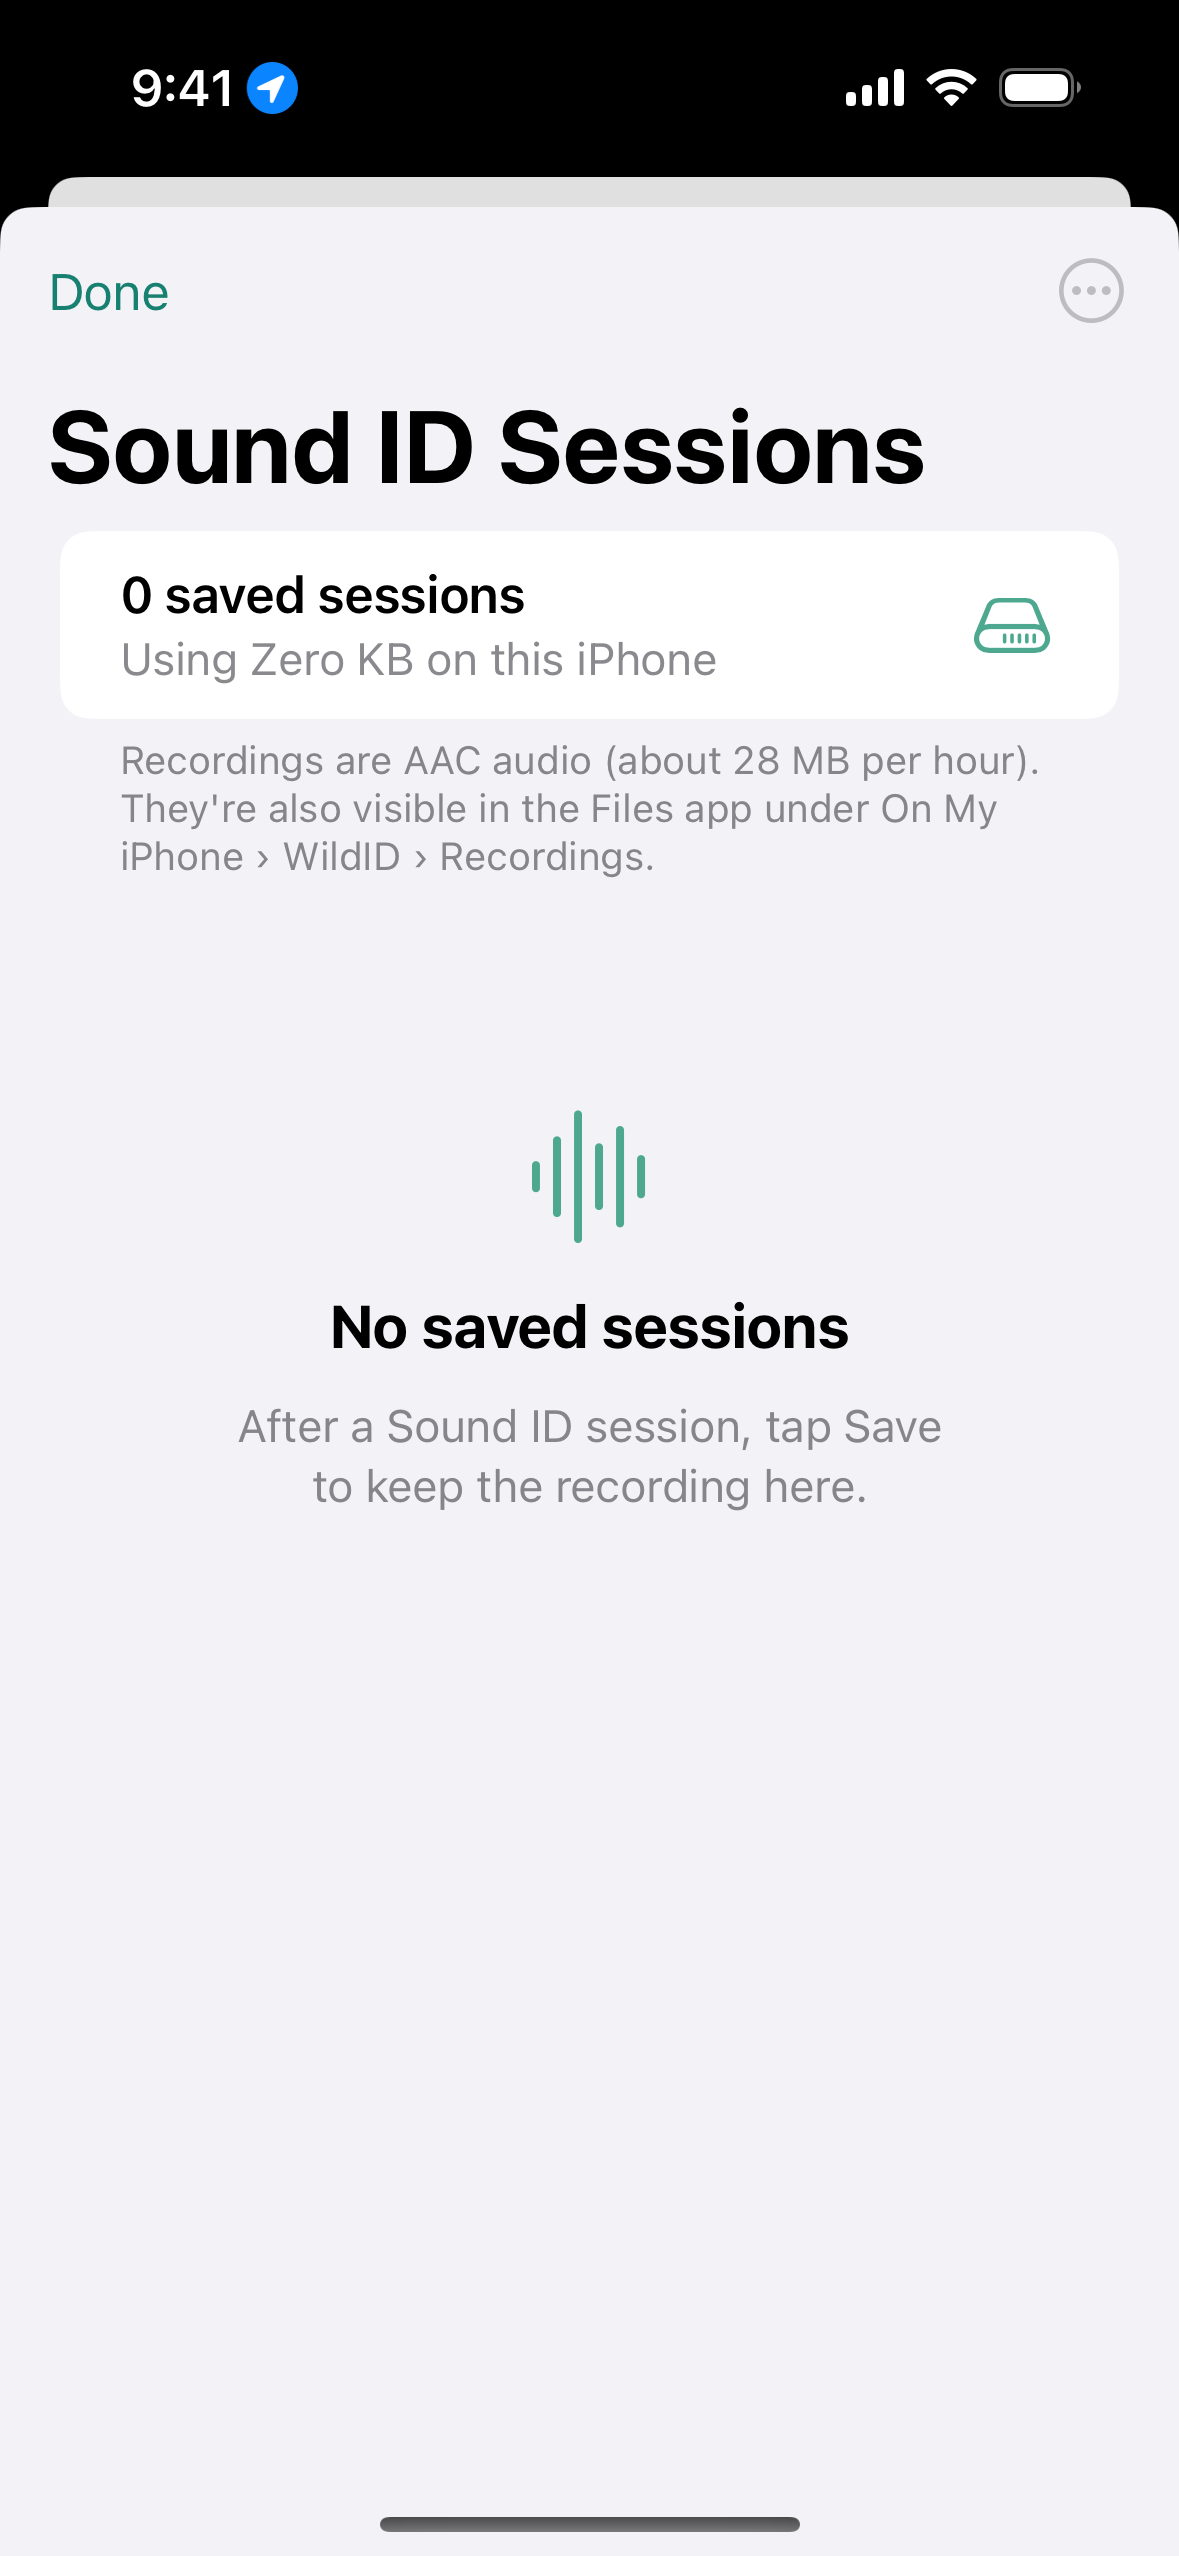 9:41
Done
Sound ID Sessions
0 saved sessions
Using Zero KB on this iPhone
Recordings are AAC audio (about 28 MB per hour).
They're also visible in the Files app under On My
iPhone › WildID › Recordings.
No saved sessions
After a Sound ID session, tap Save
to keep the recording here.